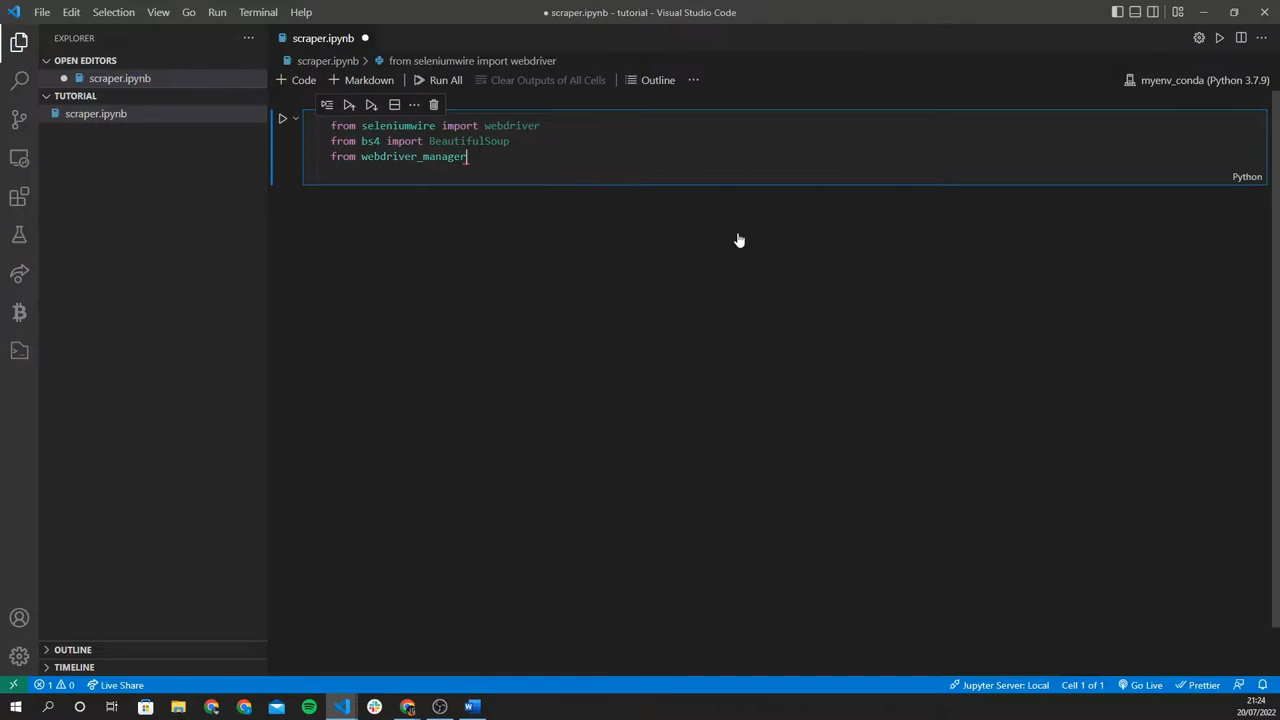 File Edit Selection View Go Run Terminal Help
● scraper.ipynb - tutorial - Visual Studio Code
EXPLORER
scraper.ipynb
OPEN EDITORS
scraper.ipynb
scraper.ipynb > from seleniumwire import webdriver
+ Code + Markdown Run All Clear Outputs of All Cells Outline
myenv_conda (Python 3.7.9)
TUTORIAL
scraper.ipynb
from seleniumwire import webdriver
from bs4 import BeautifulSoup
from webdriver_manager
Python
OUTLINE
TIMELINE
1 0 Live Share
Jupyter Server: Local Cell 1 of 1 Go Live Prettier
21:24
20/07/2022